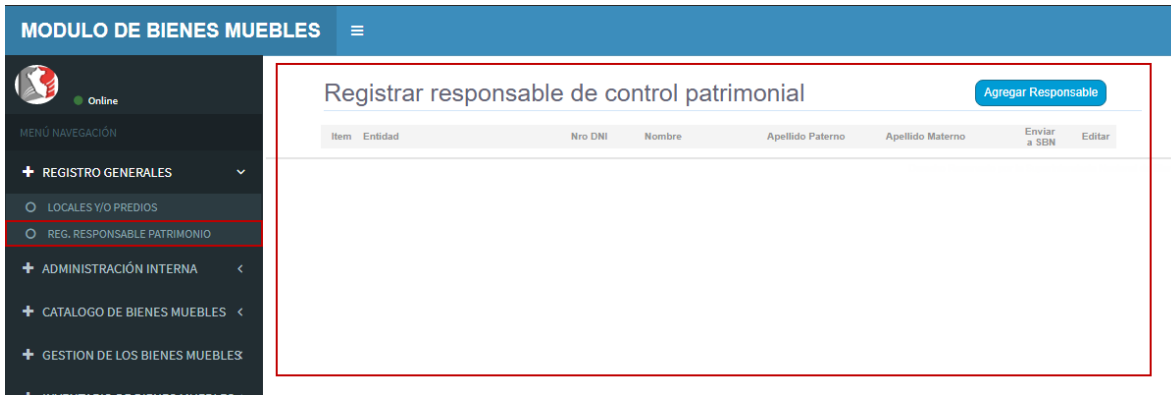 MODULO DE BIENES MUEBLES
Online
MENÚ NAVEGACIÓN
REGISTRO GENERALES
LOCALES Y/O PREDIOS
REG. RESPONSABLE PATRIMONIO
ADMINISTRACIÓN INTERNA
CATALOGO DE BIENES MUEBLES
GESTION DE LOS BIENES MUEBLES
Registrar responsable de control patrimonial
Agregar Responsable
Item Entidad Nro DNI Nombre Apellido Paterno Apellido Materno Enviar a SBN Editar